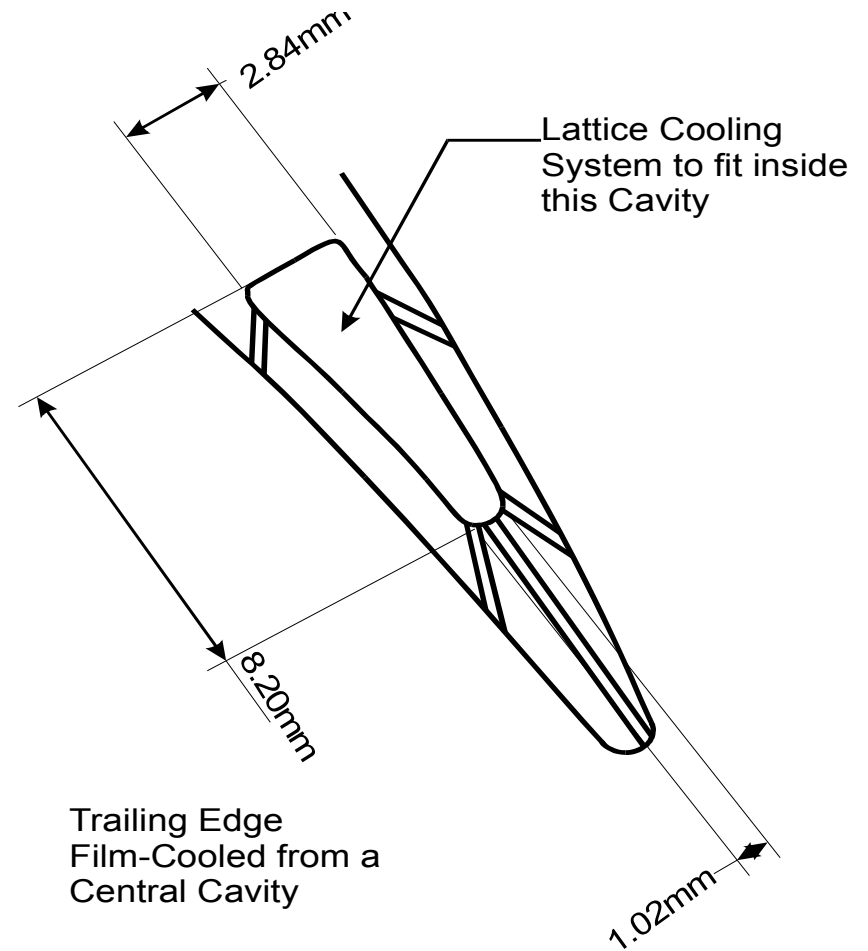 2.84mm
Lattice Cooling
System to fit inside
this Cavity
8.20mm
Trailing Edge
Film-Cooled from a
Central Cavity
1.02mm